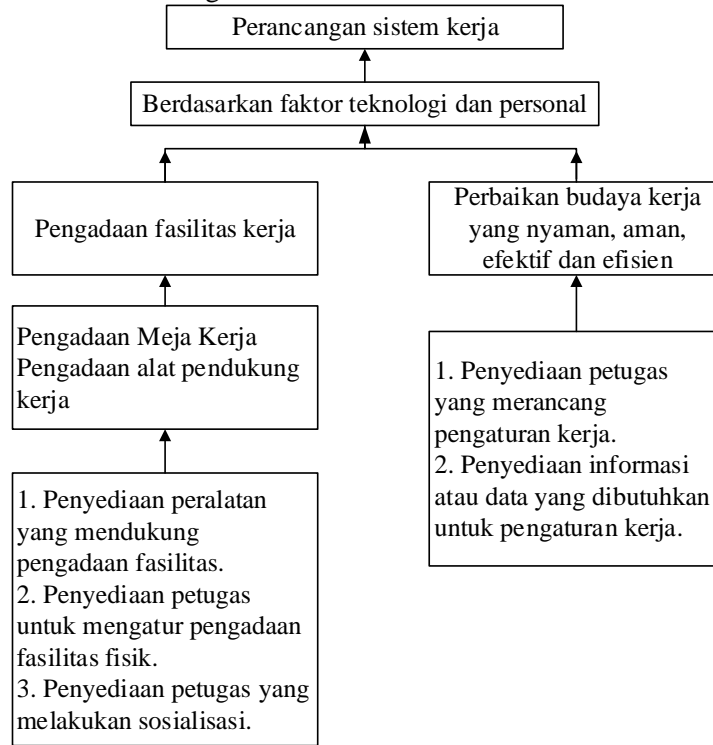 Perancangan sistem kerja
Berdasarkan faktor teknologi dan personal
Pengadaan fasilitas kerja
Perbaikan budaya kerja
yang nyaman, aman,
efektif dan efisien
Pengadaan Meja Kerja
Pengadaan alat pendukung
kerja
1. Penyediaan petugas
yang merancang
pengaturan kerja.
2. Penyediaan informasi
atau data yang dibutuhkan
untuk pengaturan kerja.
1. Penyediaan peralatan
yang mendukung
pengadaan fasilitas.
2. Penyediaan petugas
untuk mengatur pengadaan
fasilitas fisik.
3. Penyediaan petugas yang
melakukan sosialisasi.